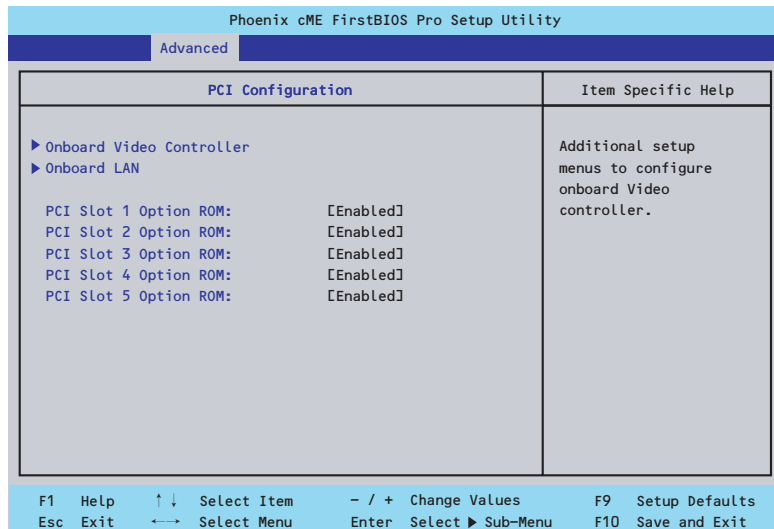 Phoenix cME FirstBIOS Pro Setup Utility
Advanced
PCI Configuration
Item Specific Help
▶ Onboard Video Controller
▶ Onboard LAN
PCI Slot 1 Option ROM: [Enabled]
PCI Slot 2 Option ROM: [Enabled]
PCI Slot 3 Option ROM: [Enabled]
PCI Slot 4 Option ROM: [Enabled]
PCI Slot 5 Option ROM: [Enabled]
Additional setup
menus to configure
onboard Video
controller.
F1 Help ↑↓ Select Item - / + Change Values F9 Setup Defaults
Esc Exit ←→ Select Menu Enter Select ▶ Sub-Menu F10 Save and Exit